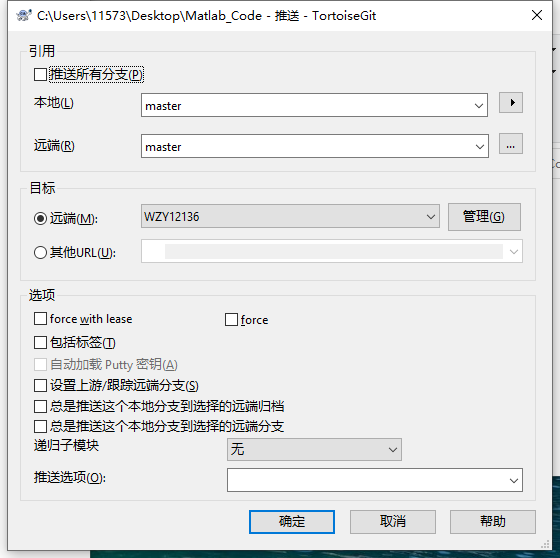 C:\Users\11573\Desktop\Matlab_Code - 推送 - TortoiseGit
引用
推送所有分支(P)
本地(L)
master
远端(R)
master
...
目标
远端(M):
WZY12136
管理(G)
其他URL(U):
选项
force with lease
force
包括标签(T)
自动加载 Putty 密钥(A)
设置上游/跟踪远端分支(S)
总是推送这个本地分支到选择的远端归档
总是推送这个本地分支到选择的远端分支
递归子模块
无
推送选项(O):
确定
取消
帮助